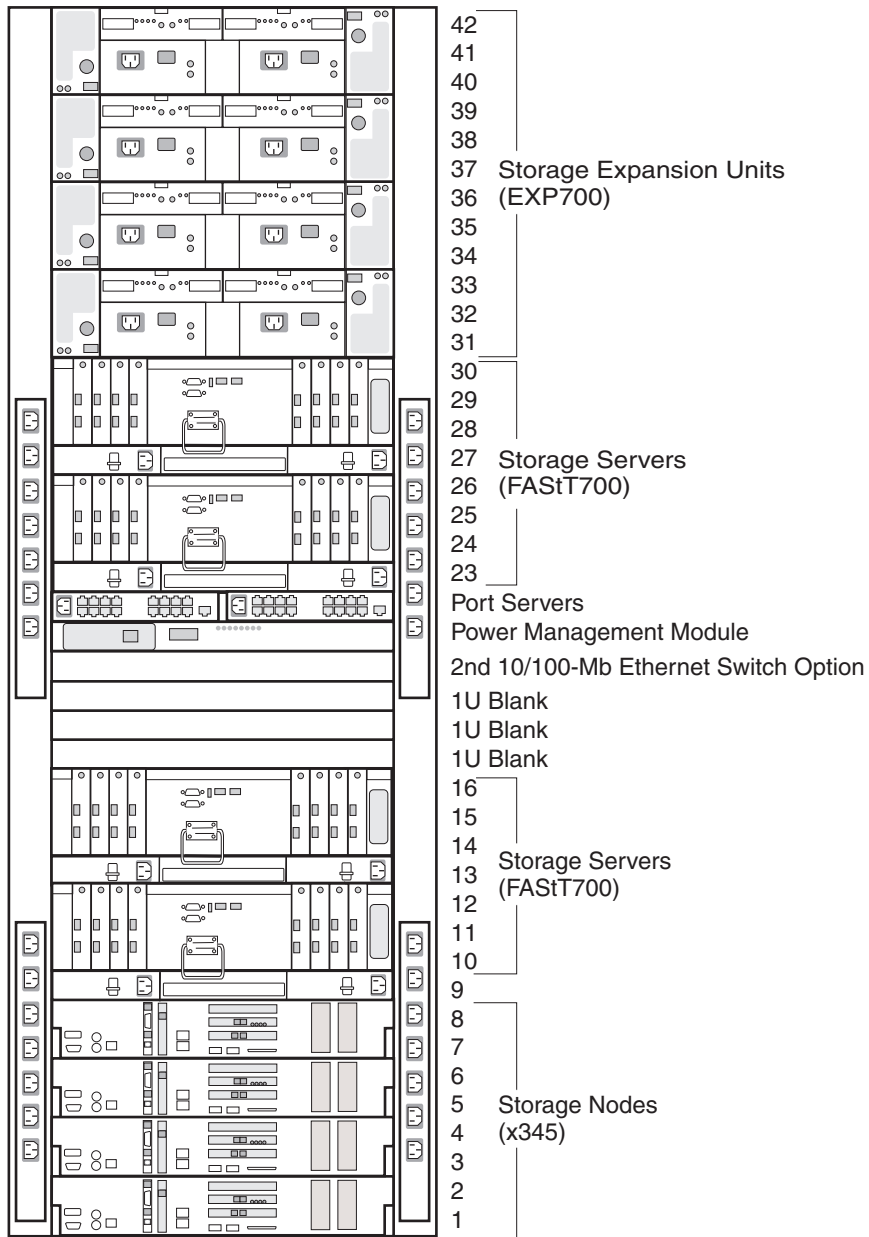 42
41
40
39
38
37 Storage Expansion Units
36 (EXP700)
35
34
33
32
31
30
29
28
27 Storage Servers
26 (FAStT700)
25
24
23
Port Servers
Power Management Module
2nd 10/100-Mb Ethernet Switch Option
1U Blank
1U Blank
1U Blank
16
15
14
13 Storage Servers
12 (FAStT700)
11
10
9
8
7
6
5 Storage Nodes
4 (x345)
3
2
1